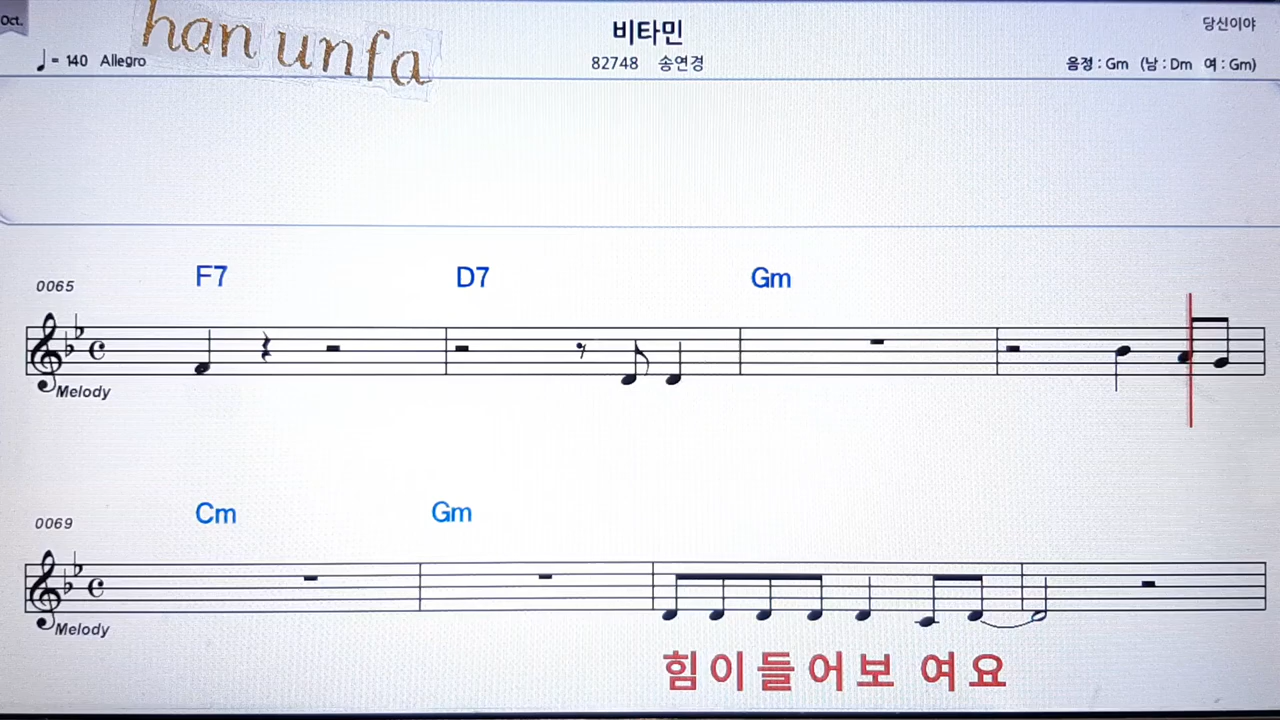 Oct.
han unfa
비타민
당신이야
♩= 140 Allegro
82748 송연경
음정 : Gm (남 : Dm 여 : Gm)
F7 D7 Gm
0065
Melody
Cm Gm
0069
Melody
힘이들어보 여요